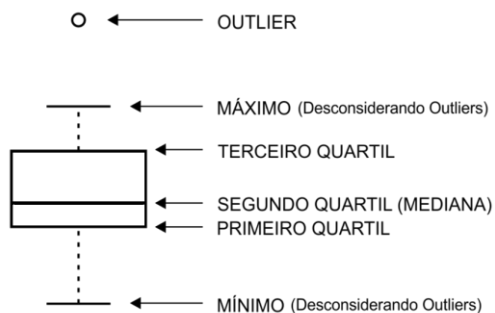 OUTLIER
MÁXIMO (Desconsiderando Outliers)
TERCEIRO QUARTIL
SEGUNDO QUARTIL (MEDIANA)
PRIMEIRO QUARTIL
MÍNIMO (Desconsiderando Outliers)